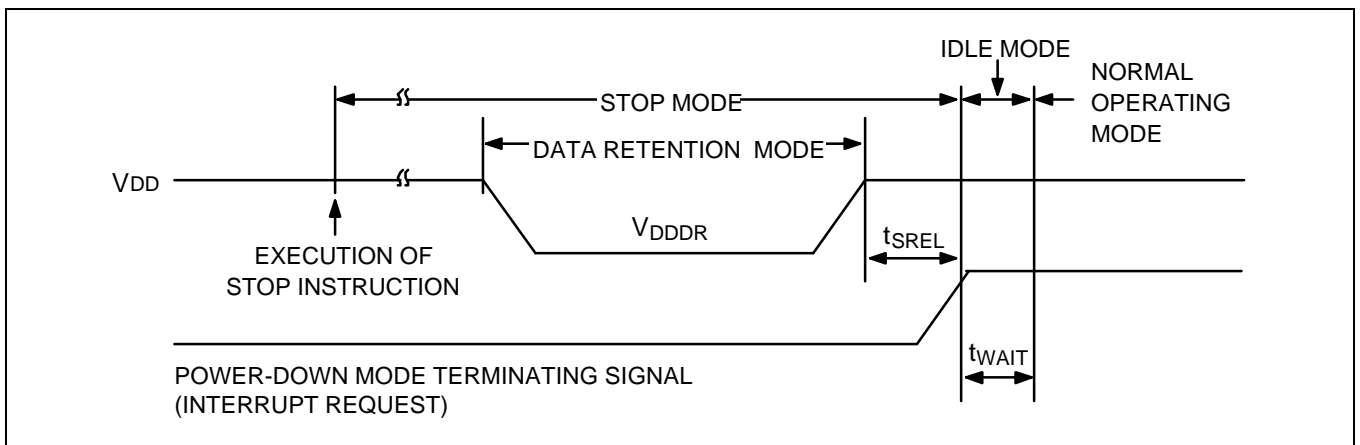 IDLE MODE
NORMAL
OPERATING
MODE
STOP MODE
DATA RETENTION MODE
VDD
VDDDR
tSREL
EXECUTION OF
STOP INSTRUCTION
tWAIT
POWER-DOWN MODE TERMINATING SIGNAL
(INTERRUPT REQUEST)